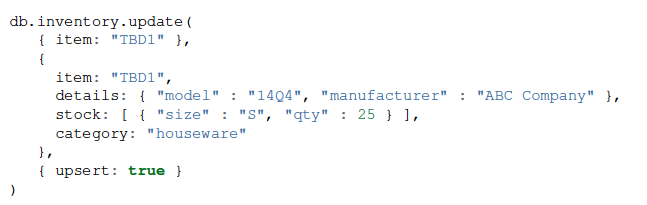 db.inventory.update(
{ item: "TBD1" },
{
item: "TBD1",
details: { "model" : "14Q4", "manufacturer" : "ABC Company" },
stock: [ { "size" : "S", "qty" : 25 } ],
category: "houseware"
},
{ upsert: true }
)